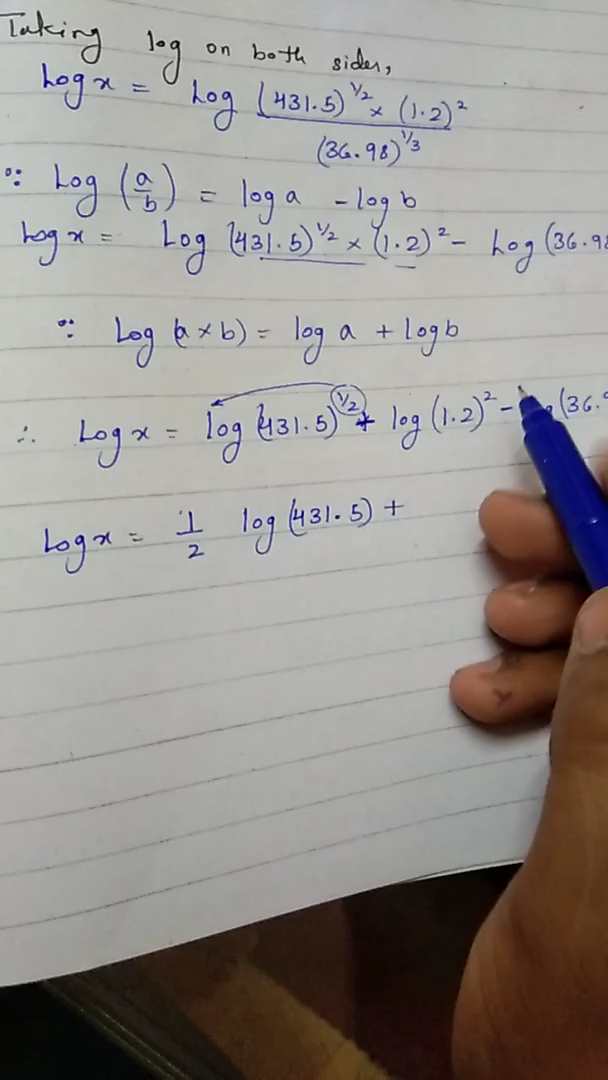 Taking log on both sides,
Log x = Log (431.5)^1/2 × (1.2)^2
(36.98)^1/3
∵ Log (a/b) = log a - log b
Log x = Log (431.5)^1/2 × (1.2)^2 - Log (36.98
∵ Log (a × b) = log a + log b
∴ Log x = log (431.5)^1/2 + log (1.2)^2 - (36.9
Log x = 1/2 log (431.5) +